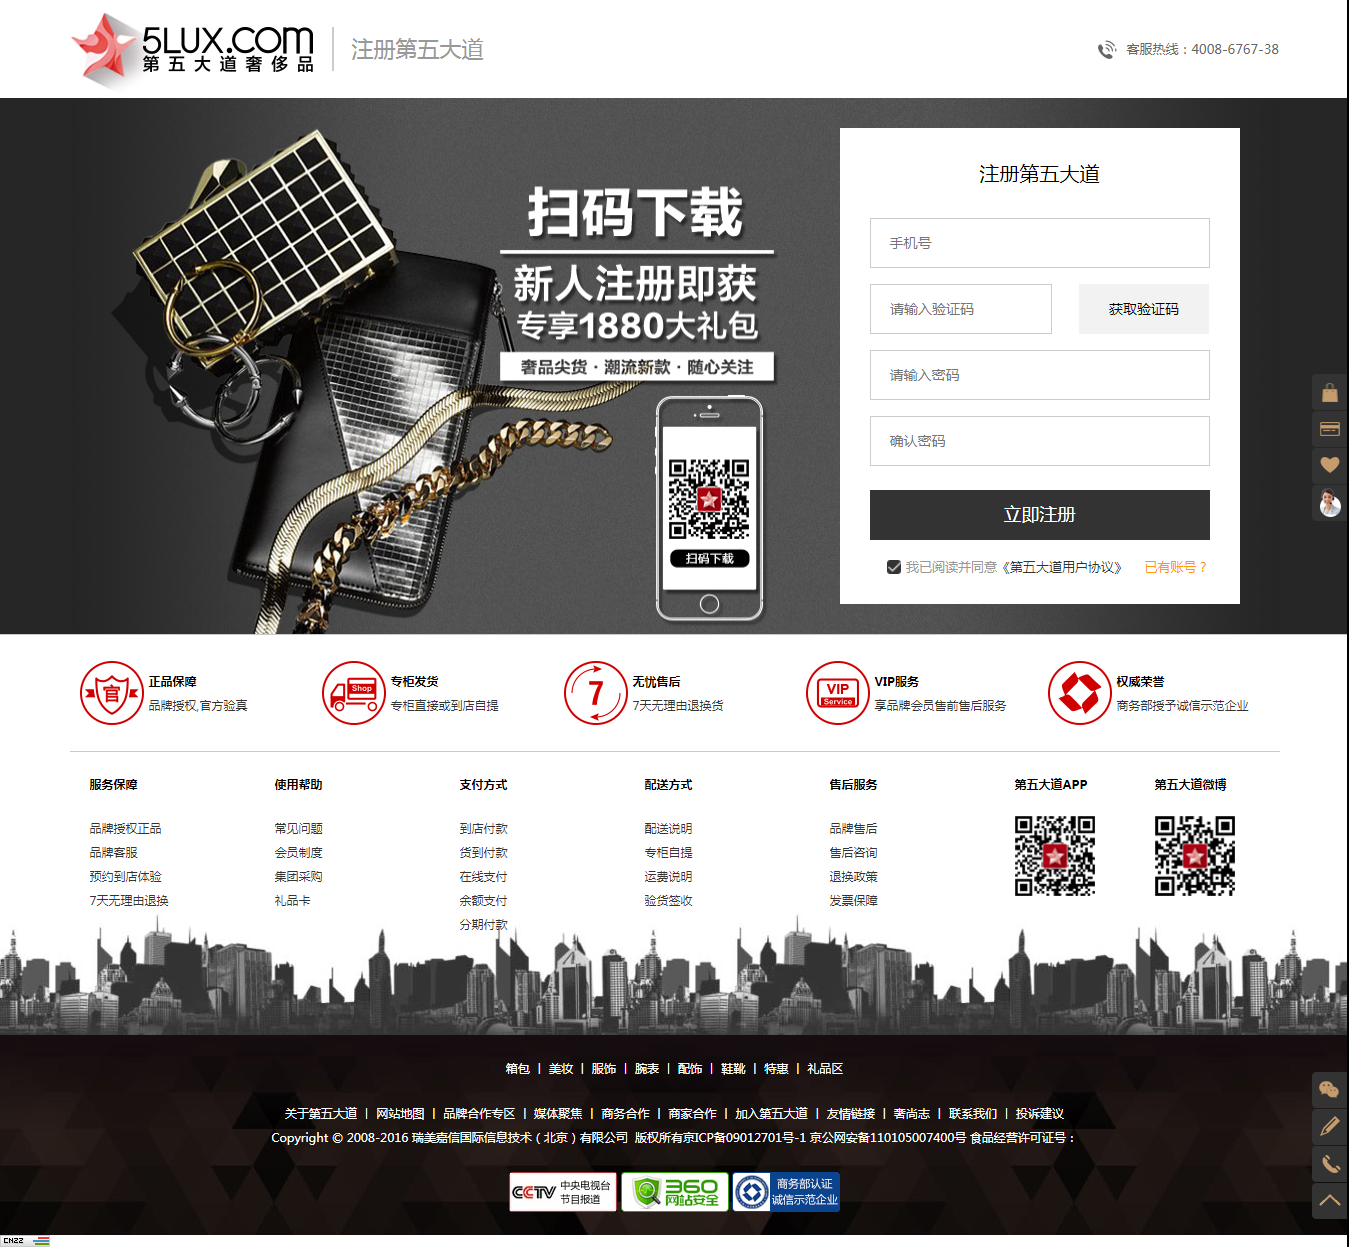 5LUX.COM
第五大道奢侈品
注册第五大道
客服热线：4008-6767-38
扫码下载
新人注册即获
专享1880大礼包
奢品尖货·潮流新款·随心关注
扫码下载
注册第五大道
手机号
请输入验证码
获取验证码
请输入密码
确认密码
立即注册
我已阅读并同意《第五大道用户协议》 已有账号？
官
正品保障
品牌授权,官方验真
Shop
专柜发货
专柜直接或到店自提
7
无忧售后
7天无理由退换货
VIP
Service
VIP服务
享品牌会员售前售后服务
权威荣誉
商务部授予诚信示范企业
服务保障
品牌授权正品
品牌客服
预约到店体验
7天无理由退换
使用帮助
常见问题
会员制度
集团采购
礼品卡
支付方式
到店付款
货到付款
在线支付
余额支付
分期付款
配送方式
配送说明
专柜自提
运费说明
验货签收
售后服务
品牌售后
售后咨询
退换政策
发票保障
第五大道APP
第五大道微博
箱包 | 美妆 | 服饰 | 腕表 | 配饰 | 鞋靴 | 特惠 | 礼品区
关于第五大道 | 网站地图 | 品牌合作专区 | 媒体聚焦 | 商务合作 | 商家合作 | 加入第五大道 | 友情链接 | 奢尚志 | 联系我们 | 投诉建议
Copyright © 2008-2016 瑞美嘉信国际信息技术（北京）有限公司 版权所有京ICP备09012701号-1 京公网安备110105007400号 食品经营许可证号：
CCTV 中央电视台
节目报道
360
网站安全
商务部认证
诚信示范企业
CNZZ